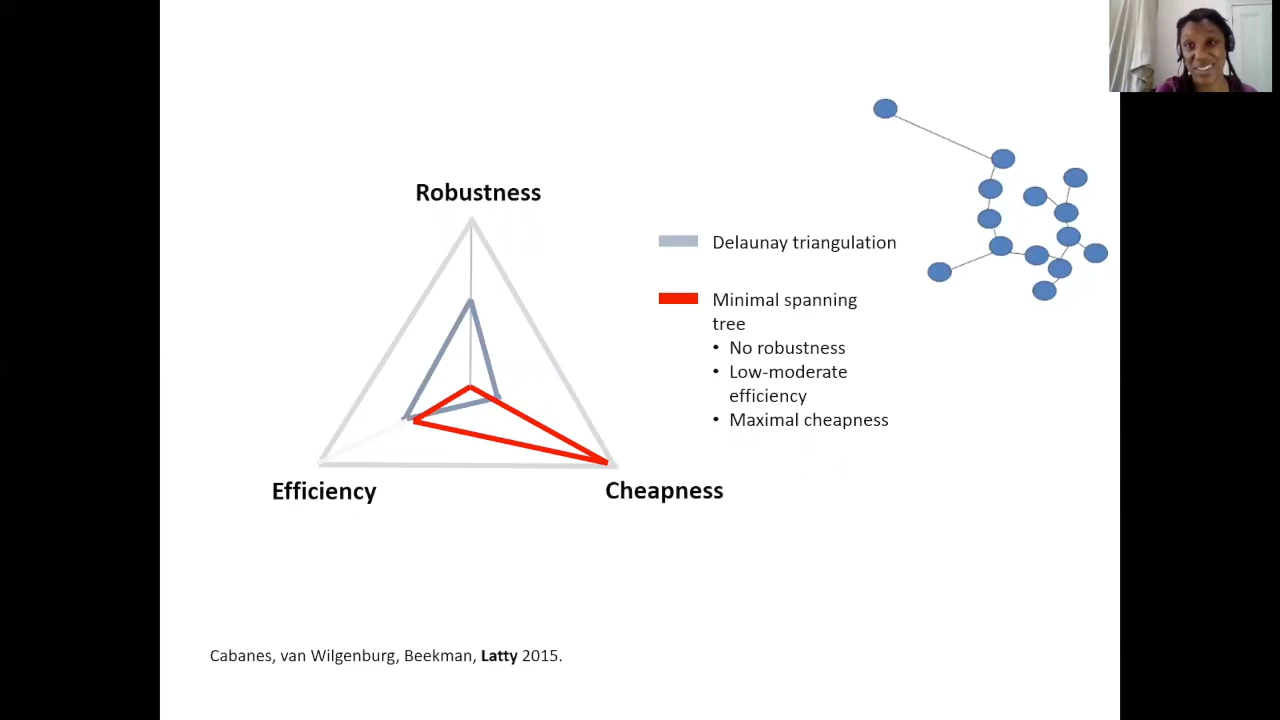 Robustness
Delaunay triangulation
Minimal spanning
tree
• No robustness
• Low-moderate
efficiency
• Maximal cheapness
Efficiency
Cheapness
Cabanes, van Wilgenburg, Beekman, Latty 2015.